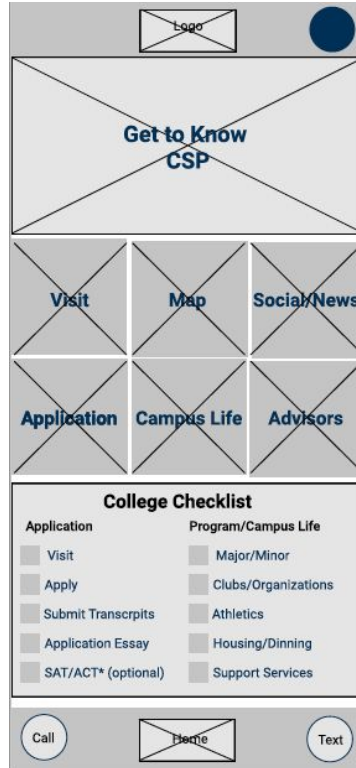 Logo
Get to Know
CSP
Visit Map Social/News
Application Campus Life Advisors
College Checklist
Application Program/Campus Life
Visit Major/Minor
Apply Clubs/Organizations
Submit Transcrpits Athletics
Application Essay Housing/Dinning
SAT/ACT* (optional) Support Services
Call Home Text